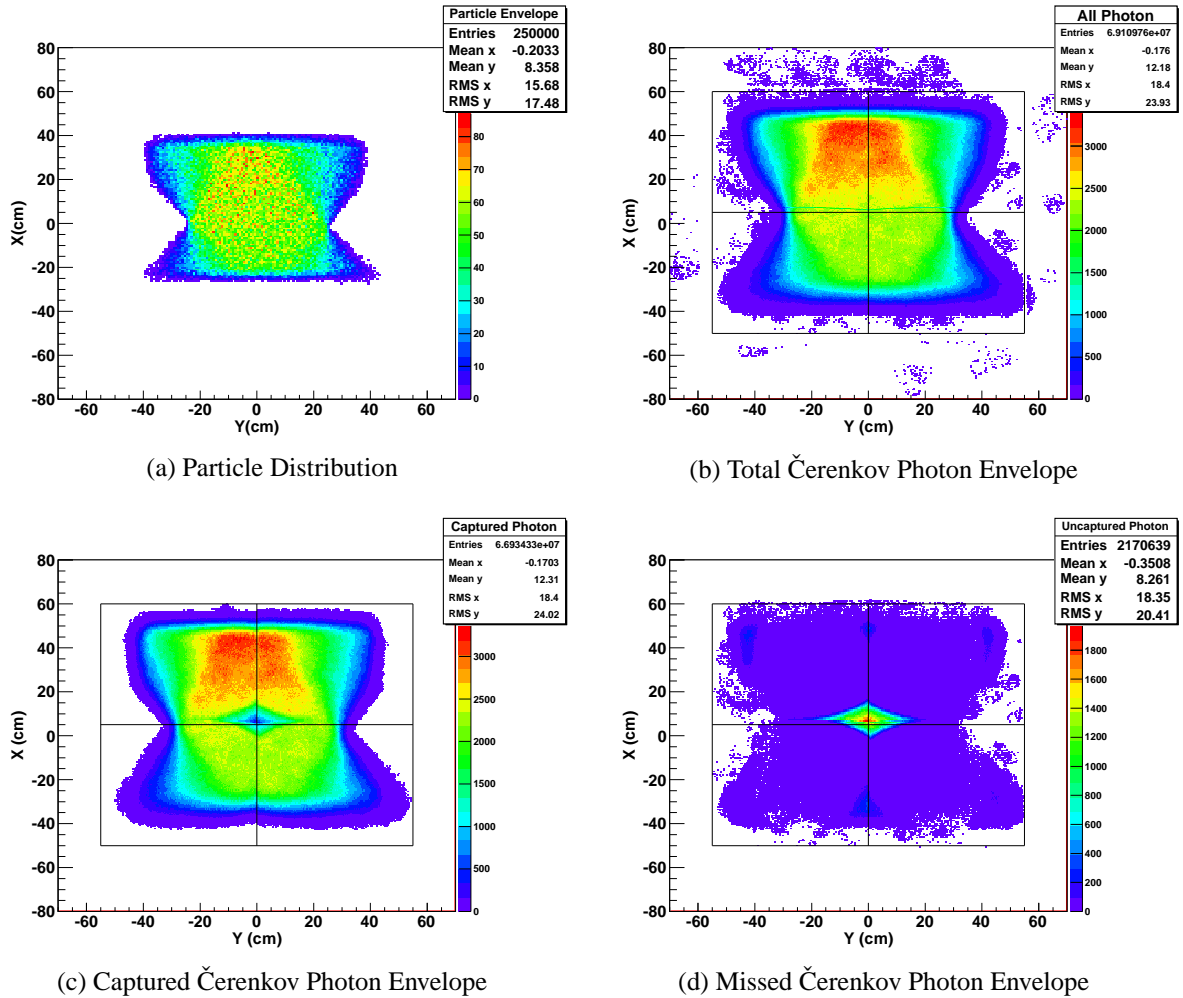 Particle Envelope
Entries 250000
Mean x -0.2033
Mean y 8.358
RMS x 15.68
RMS y 17.48
X(cm)
80
60
40
20
0
-20
-40
-60
-80
-60 -40 -20 0 20 40 60
Y(cm)
80
70
60
50
40
30
20
10
0
(a) Particle Distribution
All Photon
Entries 6.910976e+07
Mean x -0.176
Mean y 12.18
RMS x 18.4
RMS y 23.93
X (cm)
80
60
40
20
0
-20
-40
-60
-80
-60 -40 -20 0 20 40 60
Y (cm)
3000
2500
2000
1500
1000
500
0
(b) Total Čerenkov Photon Envelope
Captured Photon
Entries 6.693433e+07
Mean x -0.1703
Mean y 12.31
RMS x 18.4
RMS y 24.02
X (cm)
80
60
40
20
0
-20
-40
-60
-80
-60 -40 -20 0 20 40 60
Y (cm)
3000
2500
2000
1500
1000
500
0
(c) Captured Čerenkov Photon Envelope
Uncaptured Photon
Entries 2170639
Mean x -0.3508
Mean y 8.261
RMS x 18.35
RMS y 20.41
X (cm)
80
60
40
20
0
-20
-40
-60
-80
-60 -40 -20 0 20 40 60
Y (cm)
1800
1600
1400
1200
1000
800
600
400
200
0
(d) Missed Čerenkov Photon Envelope